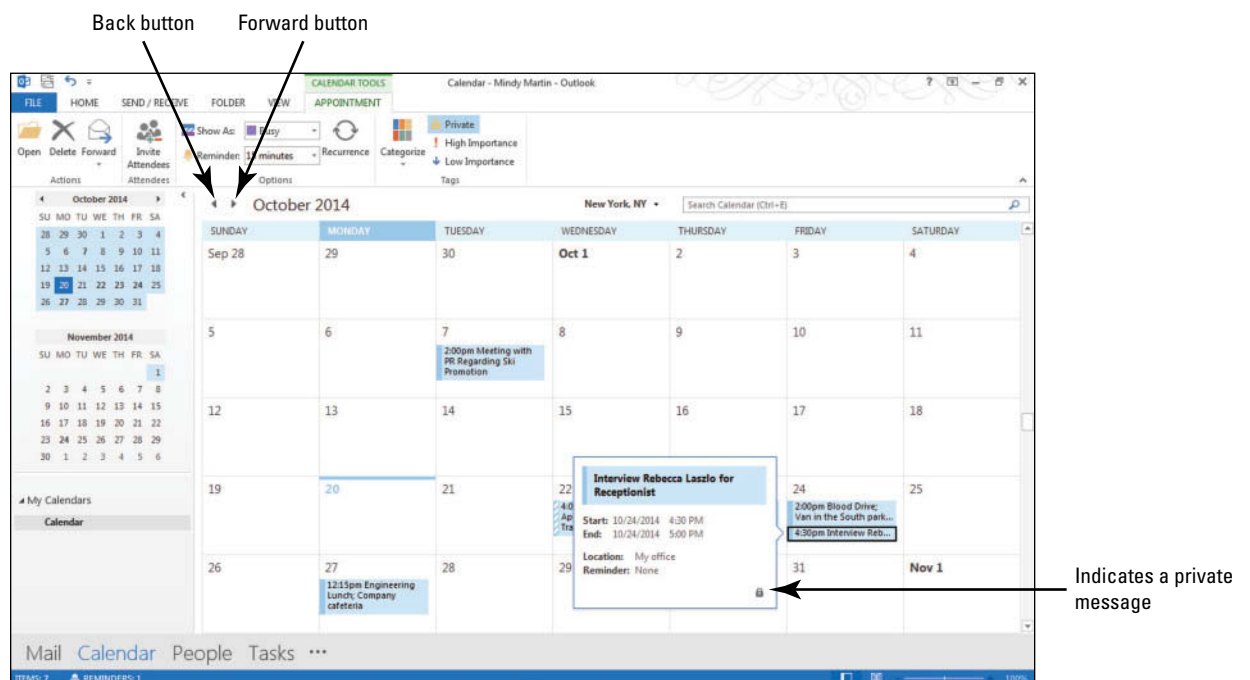 Back button
Forward button
CALENDAR TOOLS
Calendar - Mindy Martin - Outlook
FILE HOME SEND / RECEIVE FOLDER VIEW APPOINTMENT
Open Delete Forward
Invite Attendees
Show As: Busy
Reminder: 15 minutes
Recurrence
Categorize
Private
High Importance
Low Importance
Actions Attendees Options Tags
October 2014
SU MO TU WE TH FR SA
28 29 30 1 2 3 4
5 6 7 8 9 10 11
12 13 14 15 16 17 18
19 20 21 22 23 24 25
26 27 28 29 30 31
November 2014
SU MO TU WE TH FR SA
1
2 3 4 5 6 7 8
9 10 11 12 13 14 15
16 17 18 19 20 21 22
23 24 25 26 27 28 29
30 1 2 3 4 5 6
My Calendars
Calendar
October 2014
New York, NY
Search Calendar (Ctrl+E)
SUNDAY MONDAY TUESDAY WEDNESDAY THURSDAY FRIDAY SATURDAY
Sep 28 29 30 Oct 1 2 3 4
5 6 7 8 9 10 11
2:00pm Meeting with
PR Regarding Ski
Promotion
12 13 14 15 16 17 18
19 20 21 22 24 25
4:0
Ap
Tra
2:00pm Blood Drive;
Van in the South park...
4:30pm Interview Reb...
Interview Rebecca Laszlo for
Receptionist
Start: 10/24/2014 4:30 PM
End: 10/24/2014 5:00 PM
Location: My office
Reminder: None
26 27 28 29 31 Nov 1
12:15pm Engineering
Lunch; Company
cafeteria
Indicates a private
message
Mail Calendar People Tasks
ITEMS: 7 REMINDERS: 1 100%